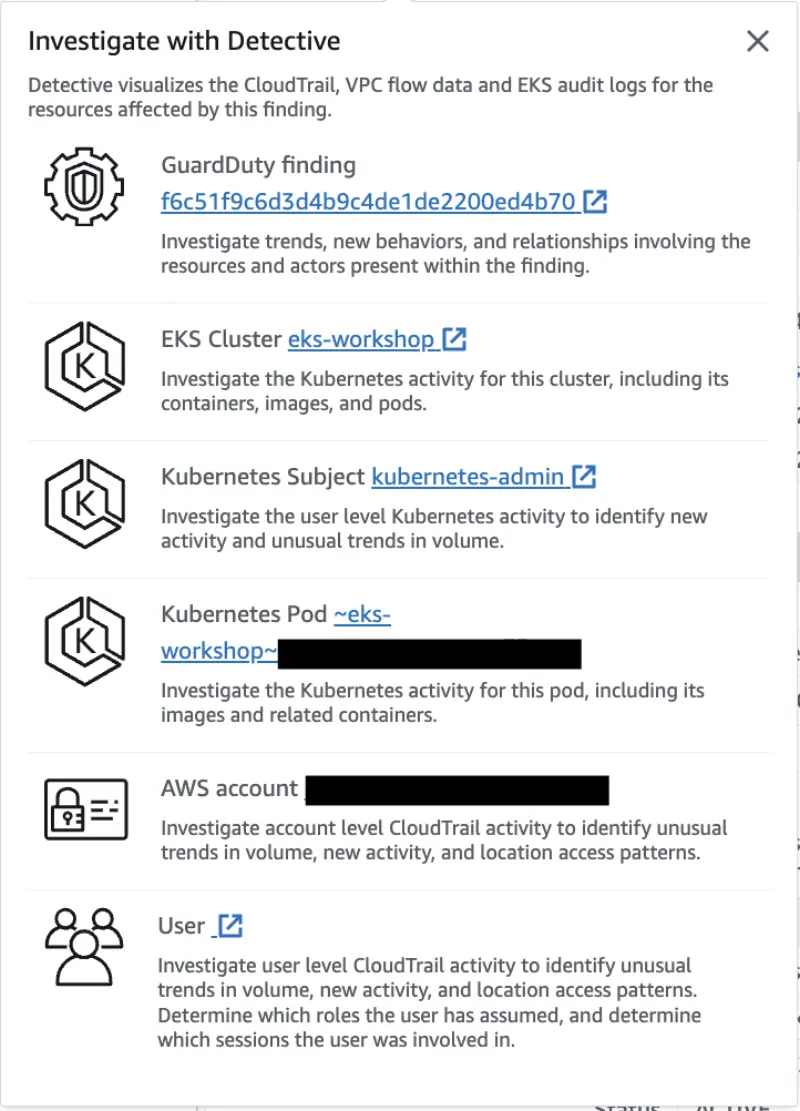 Investigate with Detective
Detective visualizes the CloudTrail, VPC flow data and EKS audit logs for the
resources affected by this finding.
GuardDuty finding
f6c51f9c6d3d4b9c4de1de2200ed4b70
Investigate trends, new behaviors, and relationships involving the
resources and actors present within the finding.
EKS Cluster eks-workshop
Investigate the Kubernetes activity for this cluster, including its
containers, images, and pods.
Kubernetes Subject kubernetes-admin
Investigate the user level Kubernetes activity to identify new
activity and unusual trends in volume.
Kubernetes Pod ~eks-
workshop~
Investigate the Kubernetes activity for this pod, including its
images and related containers.
AWS account
Investigate account level CloudTrail activity to identify unusual
trends in volume, new activity, and location access patterns.
User
Investigate user level CloudTrail activity to identify unusual
trends in volume, new activity, and location access patterns.
Determine which roles the user has assumed, and determine
which sessions the user was involved in.